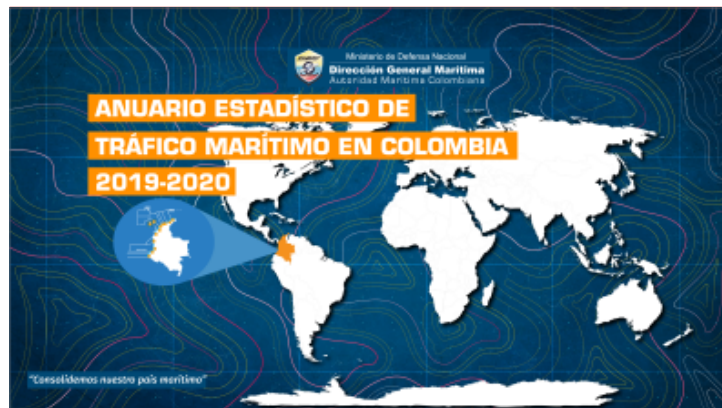 Ministerio de Defensa Nacional
Dirección General Marítima
Autoridad Marítima Colombiana
ANUARIO ESTADÍSTICO DE
TRÁFICO MARÍTIMO EN COLOMBIA
2019-2020
"Consolidemos nuestro país marítimo"